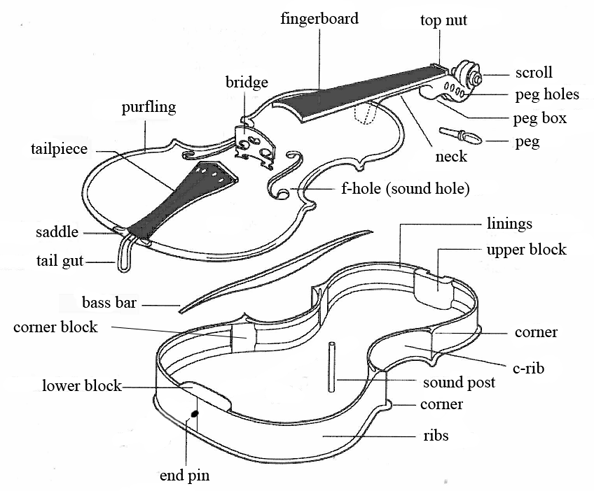 fingerboard
top nut
bridge
scroll
peg holes
purfling
peg box
peg
tailpiece
neck
f-hole (sound hole)
saddle
linings
upper block
tail gut
bass bar
corner block
corner
c-rib
lower block
sound post
corner
ribs
end pin